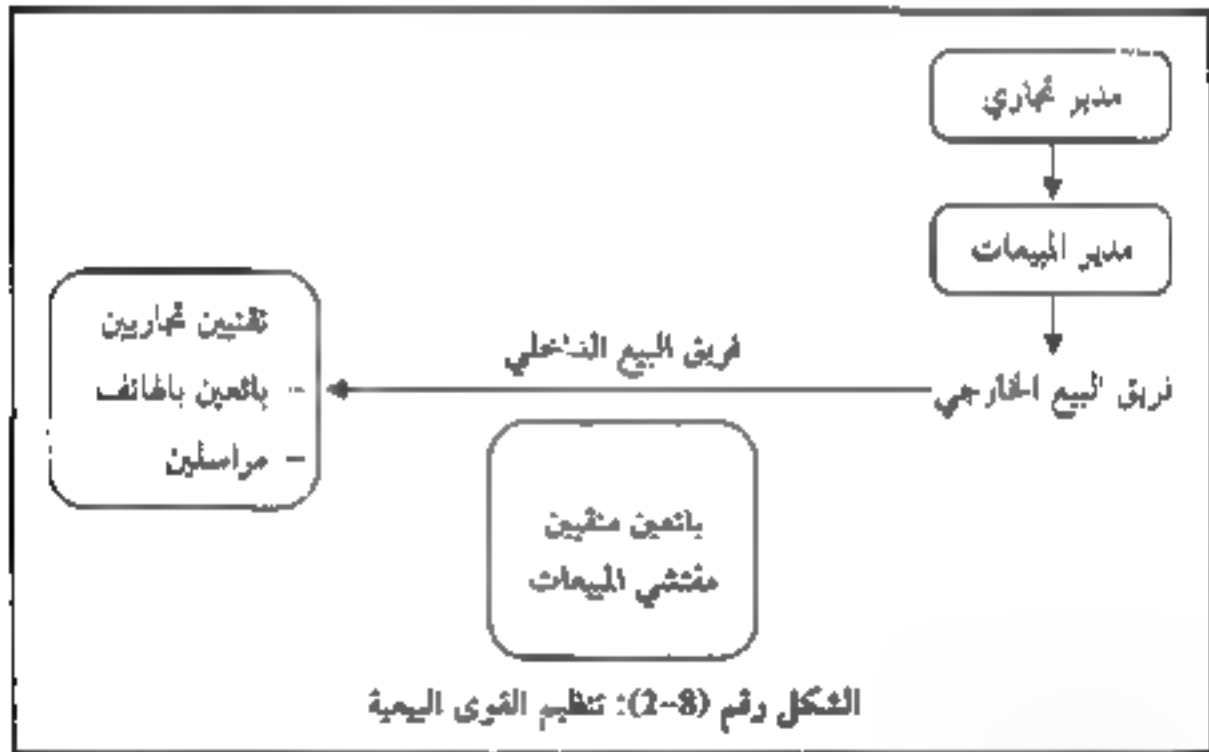 مدير تجاري
مدير المبيعات
فريق البيع الخارجي
فريق البيع الداخلي
تقنيين تجاريين
- بائعين بالهاتف
- مراسلين
بائعين منقبين
مفتشي المبيعات
الشكل رقم (8-2): تنظيم القوى البيعية